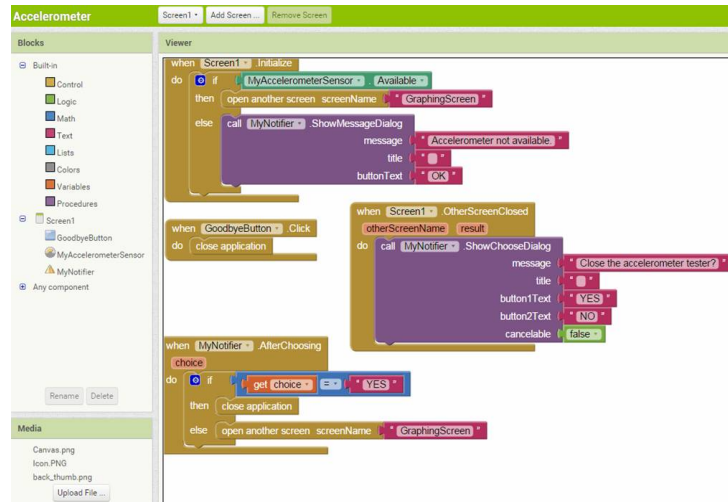 Accelerometer
Screen1 Add Screen ... Remove Screen
Blocks
Built-in
Control
Logic
Math
Text
Lists
Colors
Variables
Procedures
Screen1
GoodbyeButton
MyAccelerometerSensor
MyNotifier
Any component
Rename Delete
Media
Canvas.png
Icon.PNG
back_thumb.png
Upload File ...
Viewer
when Screen1 .Initialize
do if MyAccelerometerSensor . Available
then open another screen screenName " GraphingScreen "
else call MyNotifier .ShowMessageDialog
message " Accelerometer not available. "
title " "
buttonText " OK "
when GoodbyeButton .Click
do close application
when Screen1 .OtherScreenClosed
otherScreenName result
do call MyNotifier .ShowChooseDialog
message " Close the accelerometer tester? "
title " "
button1Text " YES "
button2Text " NO "
cancelable false
when MyNotifier .AfterChoosing
choice
do if get choice = " YES "
then close application
else open another screen screenName " GraphingScreen "